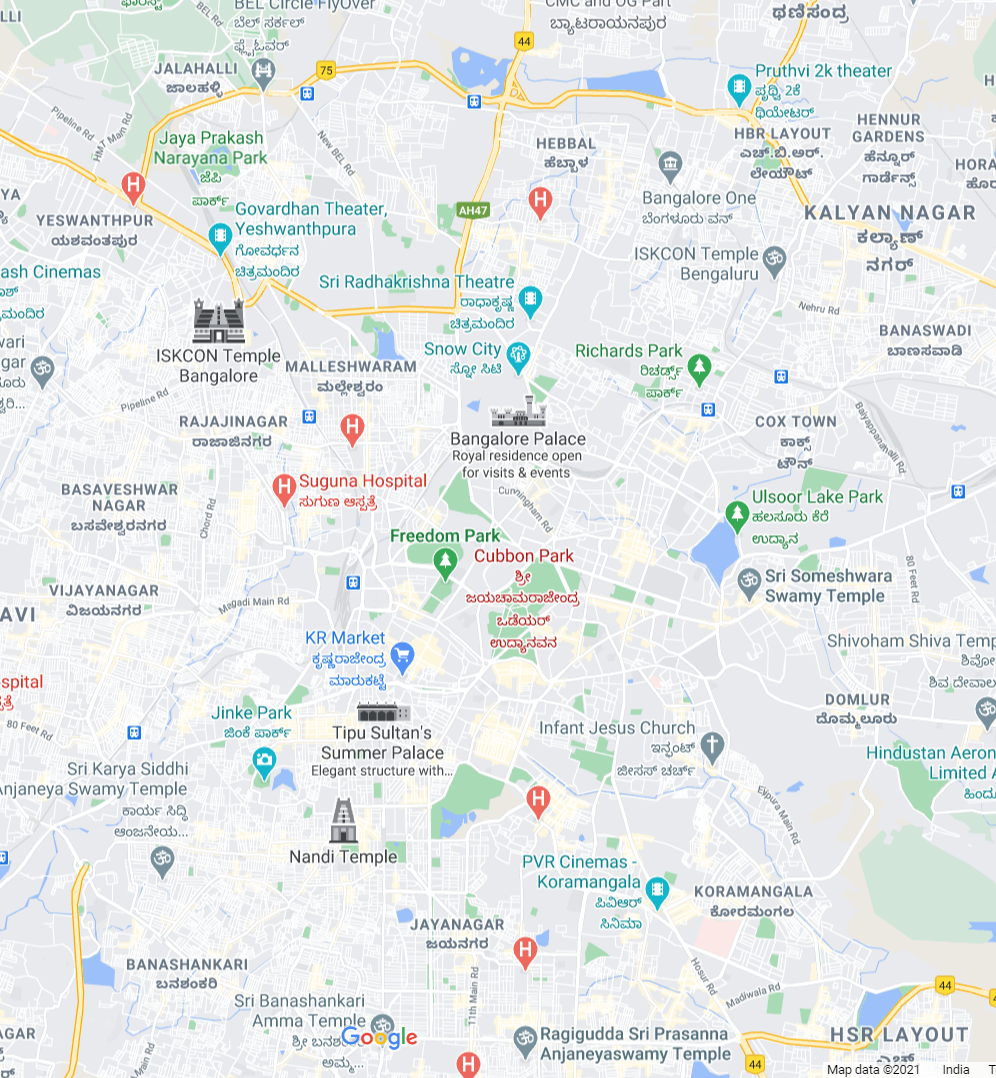 BEL Circle FlyOver
ಬೆಲ್ ಸರ್ಕಲ್
ಫ್ಲೈ ಓವರ್
BEL Rd
CMC and OG Part
ಬ್ಯಾಟರಾಯನಪುರ
ಥಣಿಸಂದ್ರ
44
75
JALAHALLI
ಜಾಲಹಳ್ಳಿ
Pruthvi 2k theater
ಪೃಥ್ವಿ 2ಕೆ
ಥಿಯೇಟರ್
Pipeline Rd
HMT Main Rd
New BEL Rd
Jaya Prakash
Narayana Park
ಜೆಪಿ
ಪಾರ್ಕ್
HEBBAL
ಹೆಬ್ಬಾಳ
HBR LAYOUT
ಎಚ್.ಬಿ.ಆರ್.
ಲೇಯೌಟ್
HENNUR
GARDENS
ಹೆನ್ನೂರ್
ಗಾರ್ಡೆನ್ಸ್
Bangalore One
ಬೆಂಗಳೂರು ವನ್
YESWANTHPUR
ಯಶವಂತಪುರ
Govardhan Theater,
Yeshwanthpura
ಗೋವರ್ಧನ
ಚಿತ್ರಮಂದಿರ
AH47
KALYAN NAGAR
ಕಲ್ಯಾಣ್
ನಗರ್
ISKCON Temple
Bengaluru
ash Cinemas
Sri Radhakrishna Theatre
ರಾಧಾಕೃಷ್ಣ
ಚಿತ್ರಮಂದಿರ
Nehru Rd
BANASWADI
ಬಾಣಸವಾಡಿ
ISKCON Temple
Bangalore
MALLESHWARAM
ಮಲ್ಲೇಶ್ವರಂ
Snow City
ಸ್ನೋ ಸಿಟಿ
Richards Park
ರಿಚರ್ಡ್ಸ್
ಪಾರ್ಕ್
Pipeline Rd
RAJAJINAGAR
ರಾಜಾಜಿನಗರ
Bangalore Palace
Royal residence open
for visits & events
COX TOWN
ಕಾಕ್ಸ್
ಟೌನ್
Baiyappanahalli Rd
Suguna Hospital
ಸುಗುಣ ಆಸ್ಪತ್ರೆ
BASAVESHWAR
NAGAR
ಬಸವೇಶ್ವರನಗರ
Chord Rd
Cunningham Rd
Ulsoor Lake Park
ಹಲಸೂರು ಕೆರೆ
ಉದ್ಯಾನ
Freedom Park
Cubbon Park
ಶ್ರೀ
ಜಯಚಾಮರಾಜೇಂದ್ರ
ಒಡೆಯರ್
ಉದ್ಯಾನವನ
Sri Someshwara
Swamy Temple
80 Feet Rd
VIJAYANAGAR
ವಿಜಯನಗರ
Magadi Main Rd
AVI
KR Market
ಕೃಷ್ಣರಾಜೇಂದ್ರ
ಮಾರುಕಟ್ಟೆ
Shivoham Shiva Temp
ಶಿವೋ
ಶಿವ ದೇವಾಲ
DOMLUR
ದೊಮ್ಮಲೂರು
80 Feet Rd
Jinke Park
ಜಿಂಕೆ ಪಾರ್ಕ್
Tipu Sultan's
Summer Palace
Elegant structure with...
Infant Jesus Church
ಇನ್ಫಂಟ್
ಜೀಸಸ್ ಚರ್ಚ್
Hindustan Aeron
Limited
Sri Karya Siddhi
Anjaneya Swamy Temple
ಕಾರ್ಯ ಸಿದ್ಧಿ
ಆಂಜನೇಯ...
Ejipura Main Rd
Nandi Temple
PVR Cinemas -
Koramangala
ಪಿವಿಆರ್
ಸಿನಿಮಾ
KORAMANGALA
ಕೋರಮಂಗಲ
JAYANAGAR
ಜಯನಗರ
BANASHANKARI
ಬನಶಂಕರಿ
11th Main Rd
Hosur Rd
Madiwala Rd
44
Sri Banashankari
Amma Temple
ಅಮ್ಮ...
Google
Ragigudda Sri Prasanna
Anjaneyaswamy Temple
HSR LAYOUT
44
Map data ©2021
India